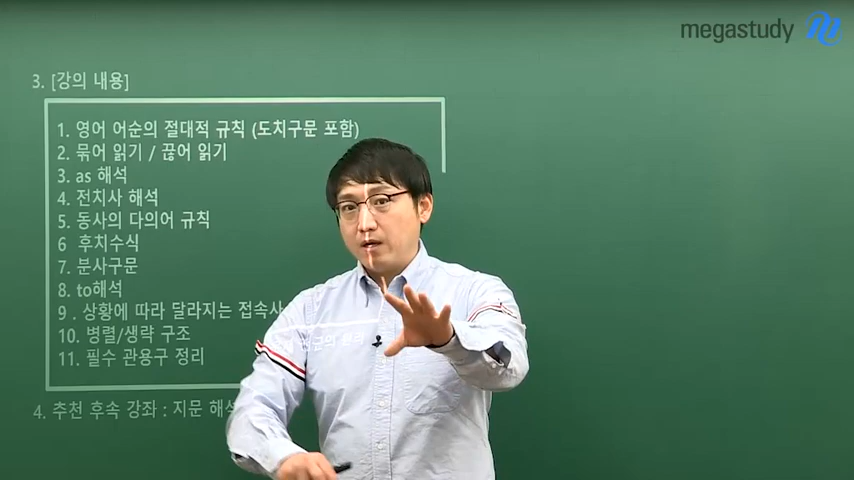 megastudy
3. [강의 내용]
1. 영어 어순의 절대적 규칙 (도치구문 포함)
2. 묶어 읽기 / 끊어 읽기
3. as 해석
4. 전치사 해석
5. 동사의 다의어 규칙
6 후치수식
7. 분사구문
8. to해석
9 . 상황에 따라 달라지는 접속사
10. 병렬/생략 구조
11. 필수 관용구 정리
4. 추천 후속 강좌 : 지문 해석